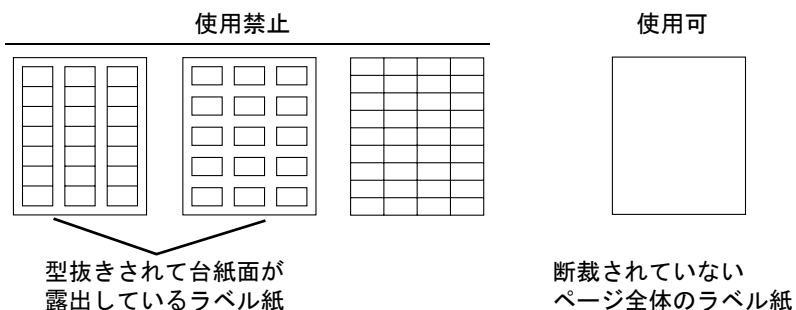 使用禁止
使用可
型抜きされて台紙面が
露出しているラベル紙
断裁されていない
ページ全体のラベル紙